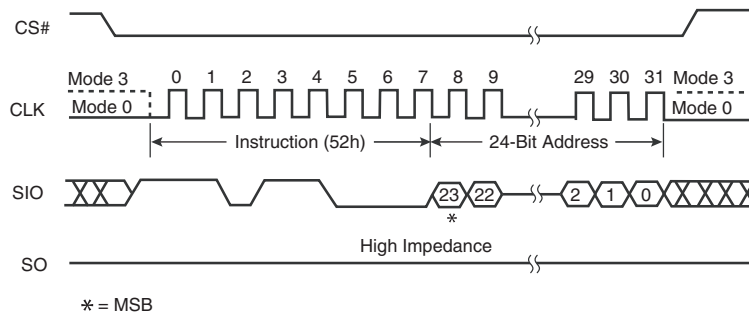 CS#
Mode 3 0 1 2 3 4 5 6 7 8 9 29 30 31 Mode 3
CLK Mode 0 Mode 0
Instruction (52h) 24-Bit Address
SIO 23 22 2 1 0
*
High Impedance
SO
* = MSB